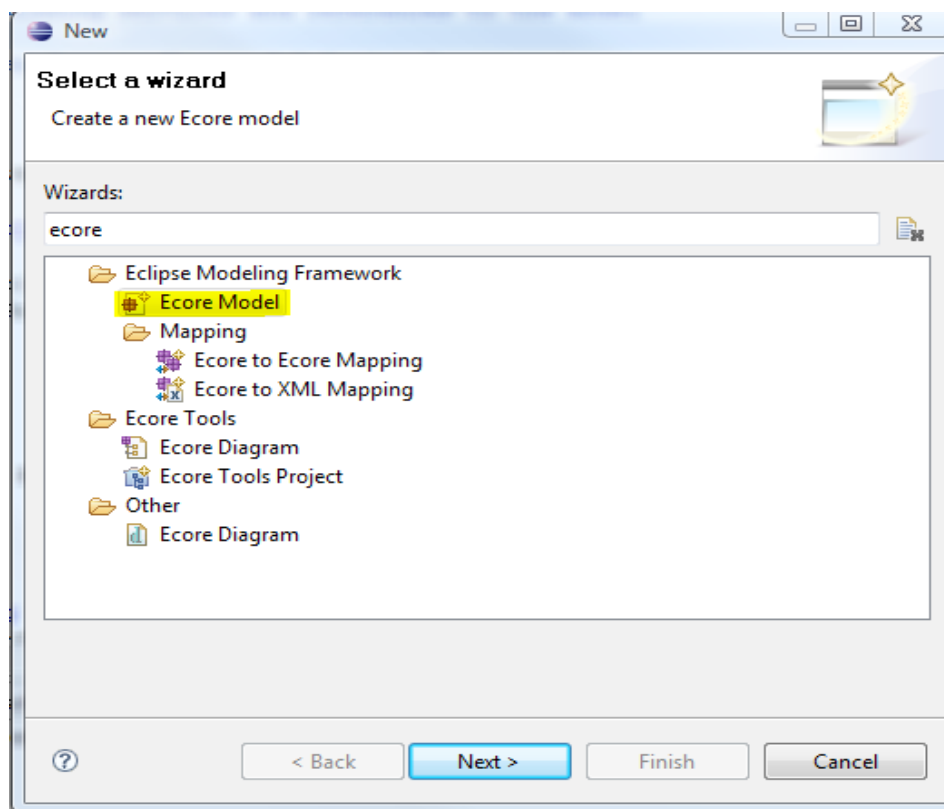 New
Select a wizard
Create a new Ecore model
Wizards:
ecore
Eclipse Modeling Framework
Ecore Model
Mapping
Ecore to Ecore Mapping
Ecore to XML Mapping
Ecore Tools
Ecore Diagram
Ecore Tools Project
Other
Ecore Diagram
< Back Next > Finish Cancel